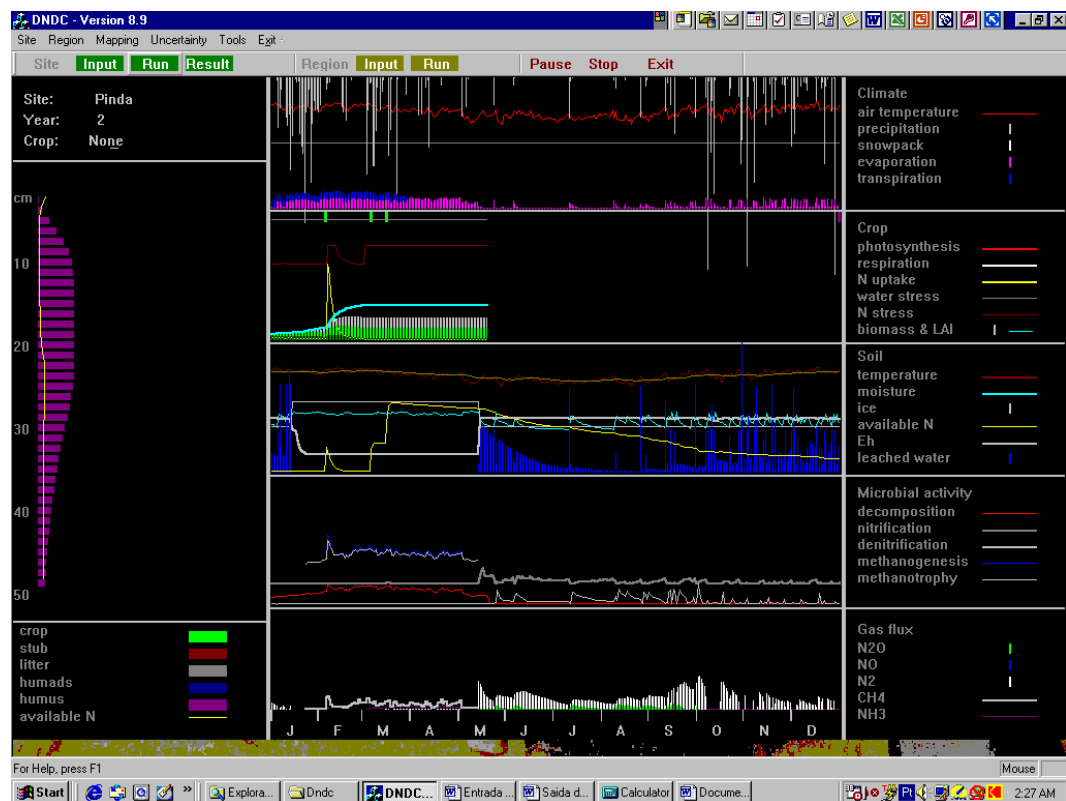 DNDC - Version 8.9
Site Region Mapping Uncertainty Tools Exit
Site Input Run Result Region Input Run Pause Stop Exit
Site: Pinda
Year: 2
Crop: None
cm
10
20
30
40
50
crop
stub
litter
humads
humus
available N
J F M A M J J A S O N D
Climate
air temperature
precipitation
snowpack
evaporation
transpiration
Crop
photosynthesis
respiration
N uptake
water stress
N stress
biomass & LAI
Soil
temperature
moisture
ice
available N
Eh
leached water
Microbial activity
decomposition
nitrification
denitrification
methanogenesis
methanotrophy
Gas flux
N2O
NO
N2
CH4
NH3
For Help, press F1
Mouse
Start Explora... Dndc DNDC... Entrada ... Saida d... Calculator Docume... Pt 2:27 AM